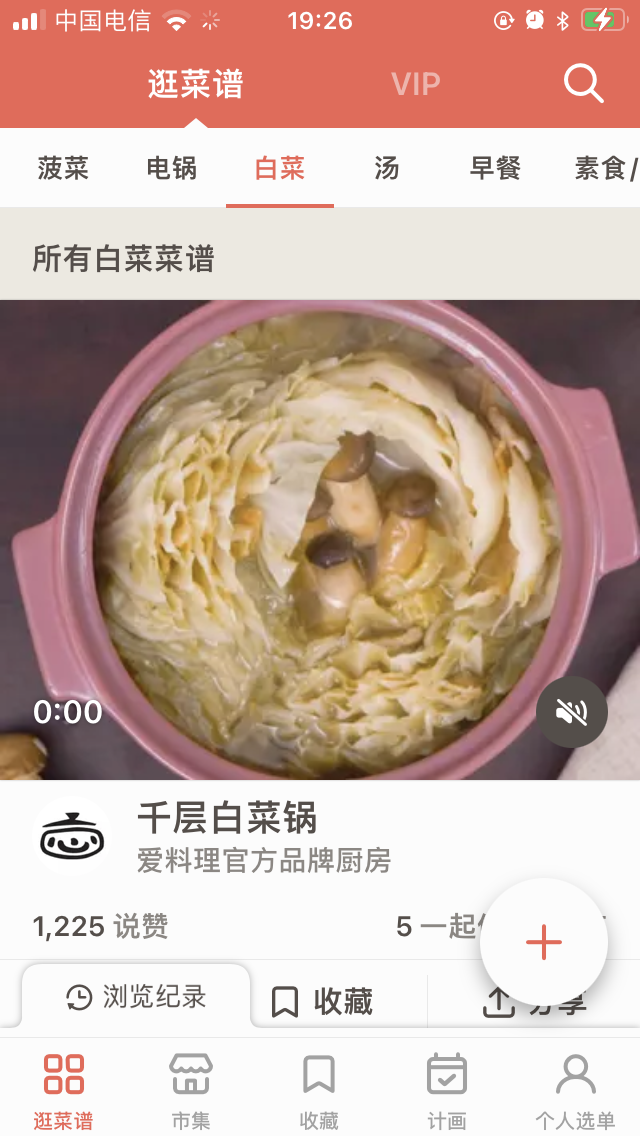 中国电信 19:26
逛菜谱 VIP
菠菜 电锅 白菜 汤 早餐 素食/
所有白菜菜谱
0:00
千层白菜锅
爱料理官方品牌厨房
1,225 说赞 5 一起
浏览纪录 收藏 分享
逛菜谱 市集 收藏 计画 个人选单